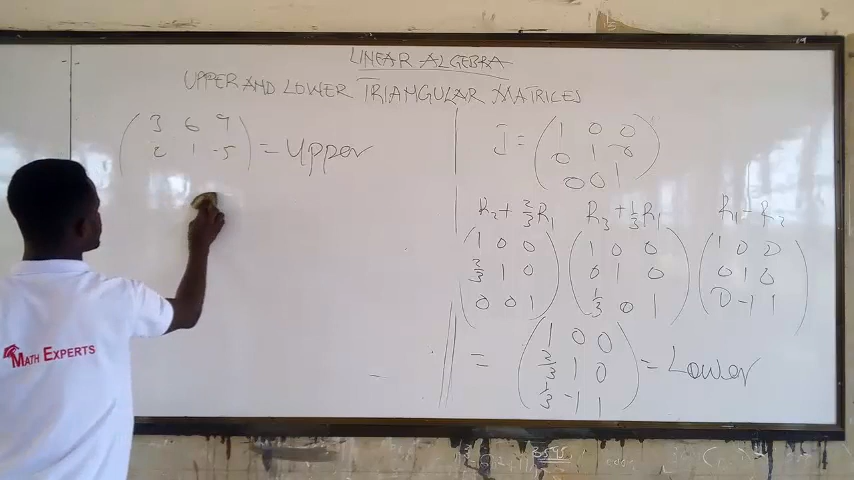 LINEAR ALGEBRA
UPPER AND LOWER TRIANGULAR MATRICES
3 6 9
2 1 -5
= Upper
I = 1 0 0
0 1 0
0 0 1
R2 + 2/3 R1
1 0 0
2/3 1 0
0 0 1
R3 + 1/3 R1
1 0 0
0 1 0
1/3 0 1
R1 - R2
1 0 0
0 1 0
0 -1 1
= 1 0 0
2/3 1 0
1/3 -1 1
= Lower
MATH EXPERTS